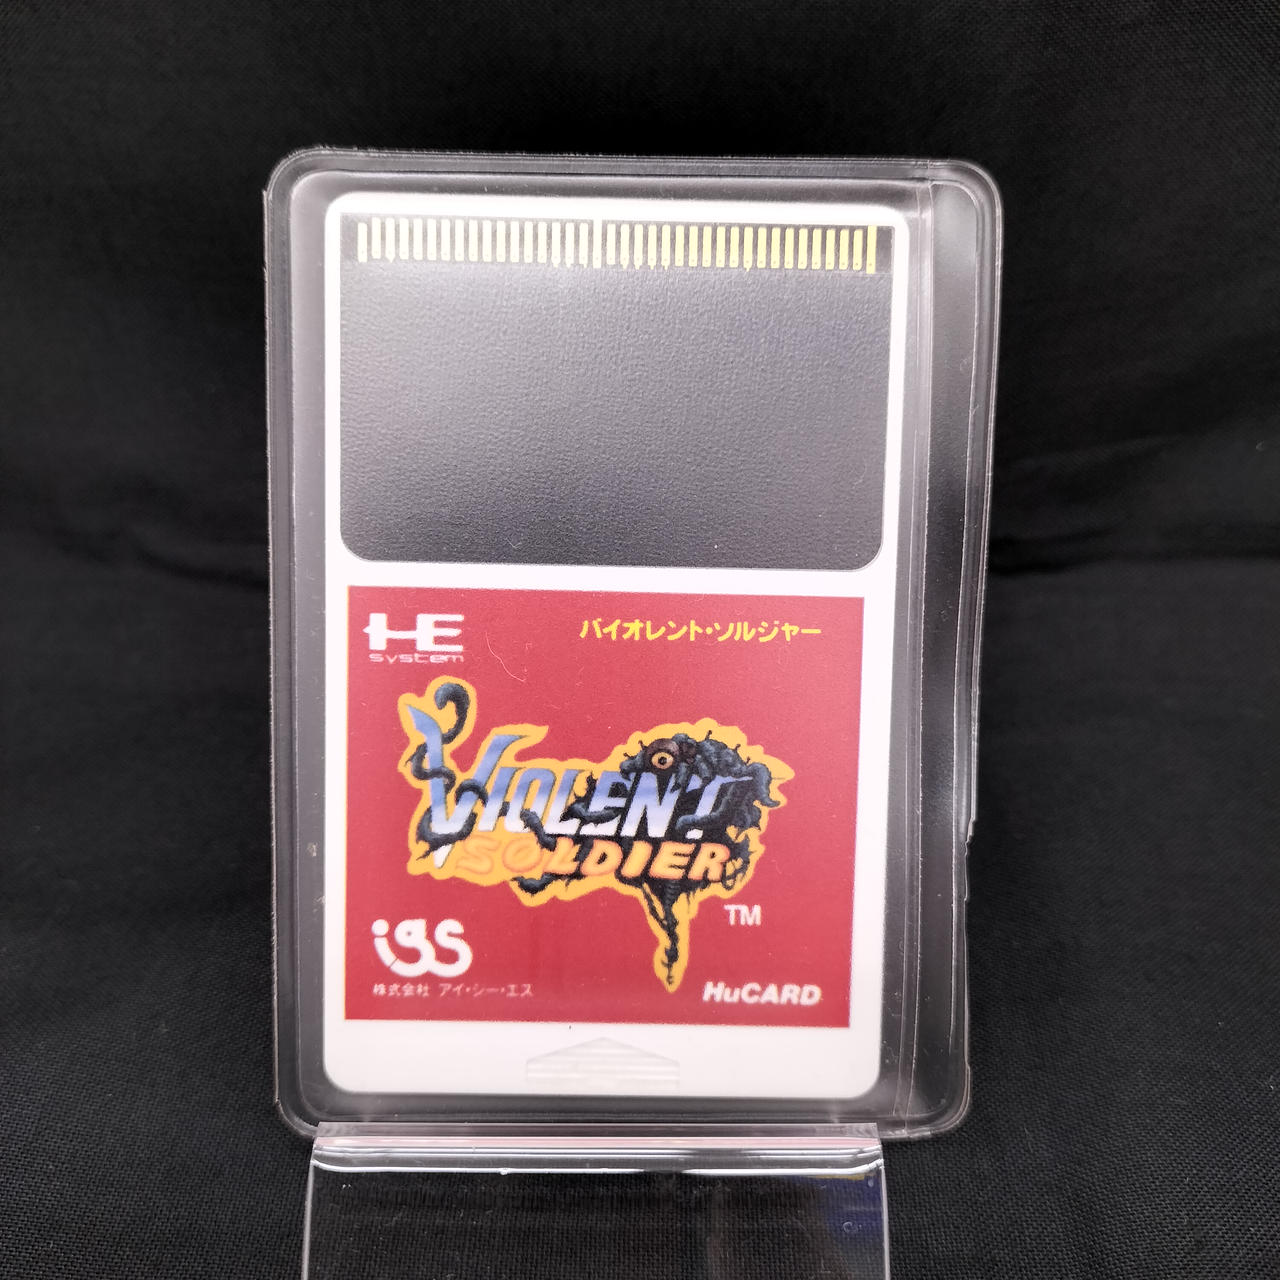 HE
system
バイオレント・ソルジャー
VIOLENT
SOLDIER
TM
igs
株式会社 アイ・ジー・エス
HuCARD